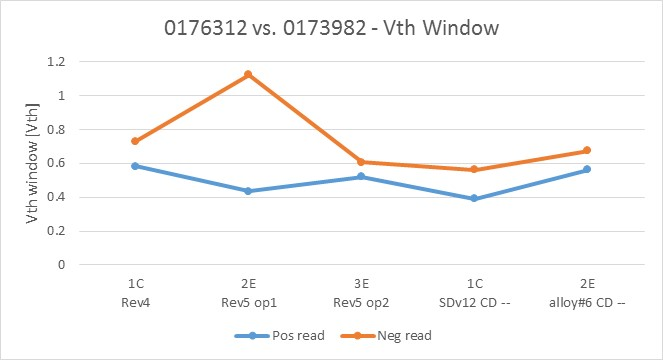 0176312 vs. 0173982 - Vth Window
Vth window [Vth]
1.2
1
0.8
0.6
0.4
0.2
0
1C 2E 3E 1C 2E
Rev4 Rev5 op1 Rev5 op2 SDv12 CD -- alloy#6 CD --
Pos read Neg read